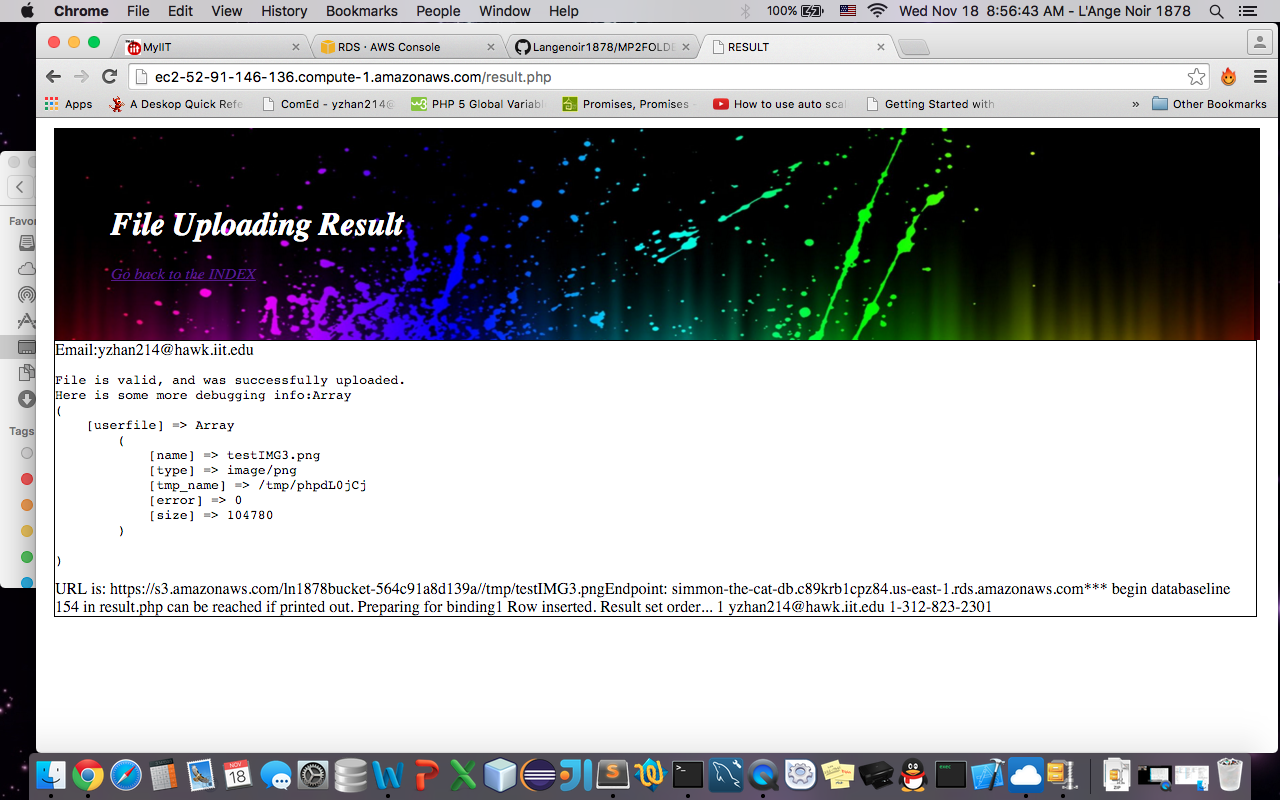 Chrome File Edit View History Bookmarks People Window Help 100% Wed Nov 18 8:56:43 AM - L'Ange Noir 1878
MyIIT RDS · AWS Console Langenoir1878/MP2FOLDE RESULT
ec2-52-91-146-136.compute-1.amazonaws.com/result.php
Apps A Deskop Quick Refe ComEd - yzhan214@ PHP 5 Global Variabl Promises, Promises - How to use auto scal Getting Started with » Other Bookmarks
Favor
Tags
File Uploading Result
Go back to the INDEX
Email:yzhan214@hawk.iit.edu
File is valid, and was successfully uploaded.
Here is some more debugging info:Array
(
[userfile] => Array
(
[name] => testIMG3.png
[type] => image/png
[tmp_name] => /tmp/phpdL0jCj
[error] => 0
[size] => 104780
)
)
URL is: https://s3.amazonaws.com/ln1878bucket-564c91a8d139a//tmp/testIMG3.pngEndpoint: simmon-the-cat-db.c89krb1cpz84.us-east-1.rds.amazonaws.com*** begin databaseline
154 in result.php can be reached if printed out. Preparing for binding1 Row inserted. Result set order... 1 yzhan214@hawk.iit.edu 1-312-823-2301
NOV
18